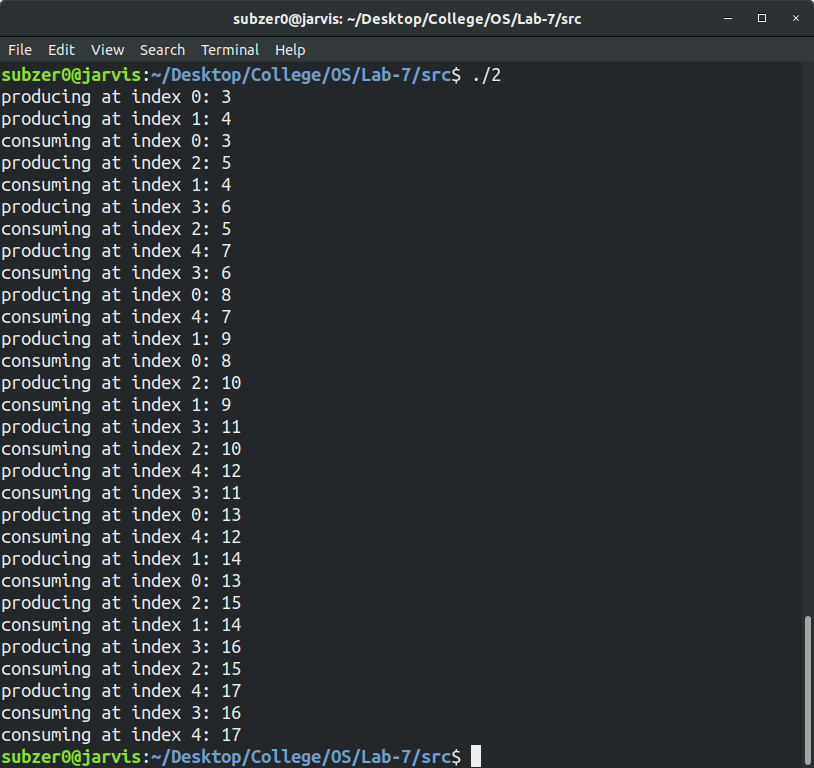 subzer0@jarvis: ~/Desktop/College/OS/Lab-7/src
File Edit View Search Terminal Help
subzer0@jarvis:~/Desktop/College/OS/Lab-7/src$ ./2
producing at index 0: 3
producing at index 1: 4
consuming at index 0: 3
producing at index 2: 5
consuming at index 1: 4
producing at index 3: 6
consuming at index 2: 5
producing at index 4: 7
consuming at index 3: 6
producing at index 0: 8
consuming at index 4: 7
producing at index 1: 9
consuming at index 0: 8
producing at index 2: 10
consuming at index 1: 9
producing at index 3: 11
consuming at index 2: 10
producing at index 4: 12
consuming at index 3: 11
producing at index 0: 13
consuming at index 4: 12
producing at index 1: 14
consuming at index 0: 13
producing at index 2: 15
consuming at index 1: 14
producing at index 3: 16
consuming at index 2: 15
producing at index 4: 17
consuming at index 3: 16
consuming at index 4: 17
subzer0@jarvis:~/Desktop/College/OS/Lab-7/src$